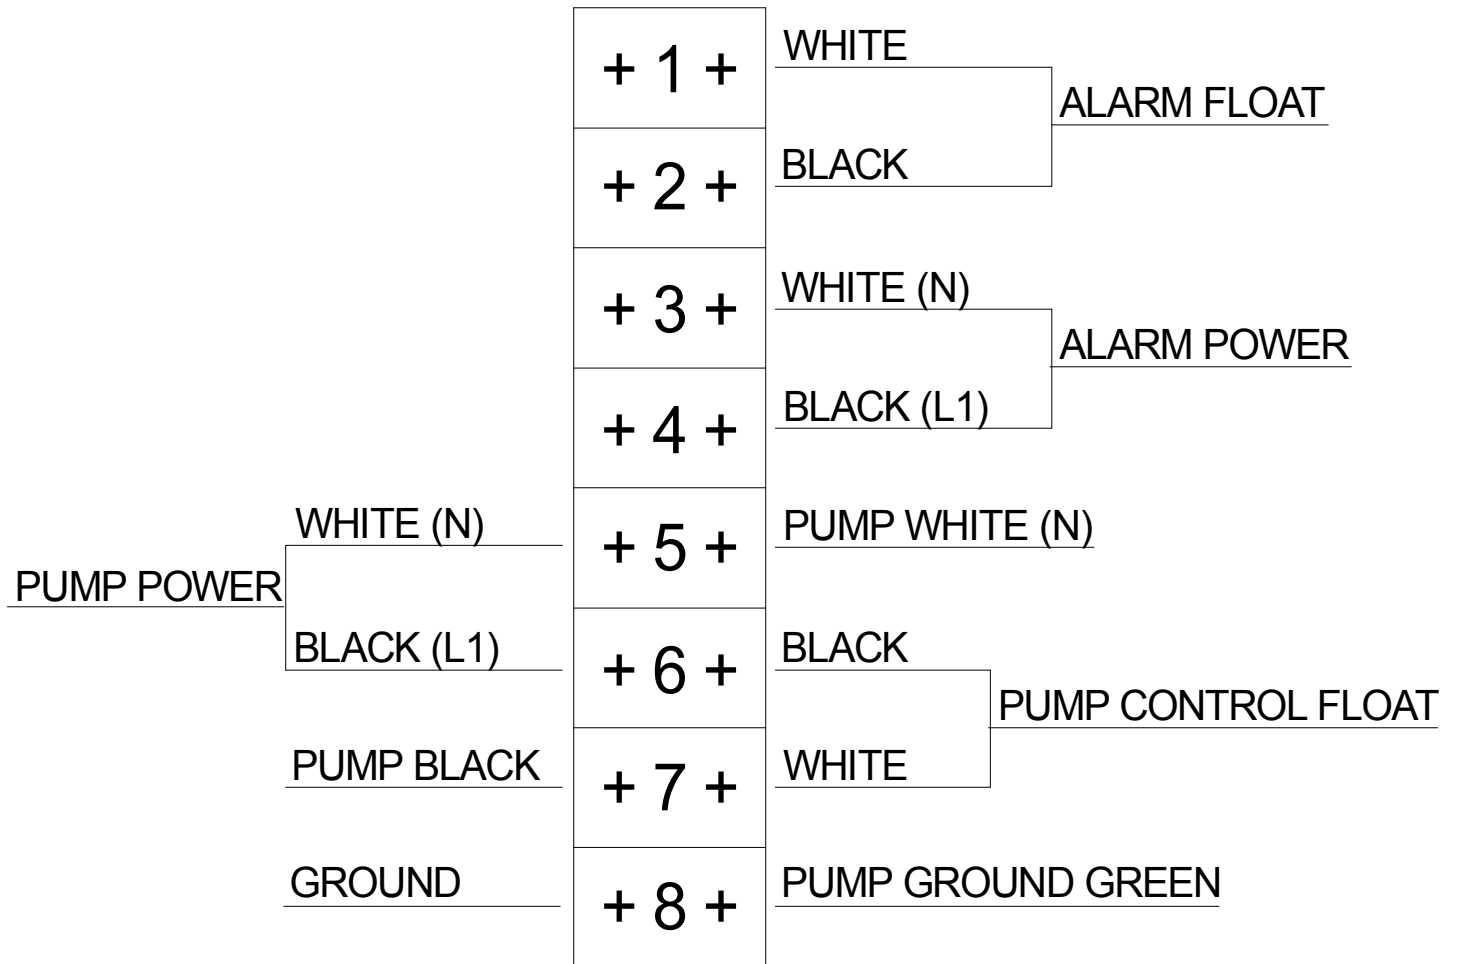 + 1 +
WHITE
ALARM FLOAT
+ 2 +
BLACK
+ 3 +
WHITE (N)
ALARM POWER
+ 4 +
BLACK (L1)
WHITE (N)
+ 5 +
PUMP WHITE (N)
PUMP POWER
BLACK (L1)
+ 6 +
BLACK
PUMP CONTROL FLOAT
PUMP BLACK
+ 7 +
WHITE
GROUND
+ 8 +
PUMP GROUND GREEN